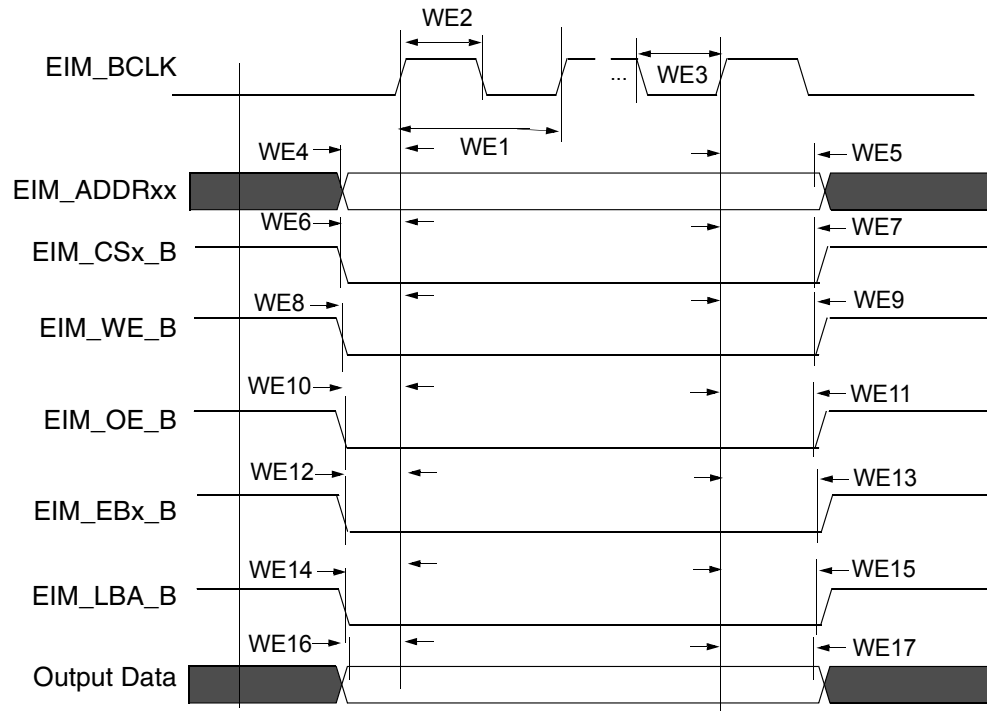 WE2
EIM_BCLK
...
WE3
WE1
WE4
WE5
EIM_ADDRxx
WE6
WE7
EIM_CSx_B
WE8
WE9
EIM_WE_B
WE10
WE11
EIM_OE_B
WE12
WE13
EIM_EBx_B
WE14
WE15
EIM_LBA_B
WE16
WE17
Output Data